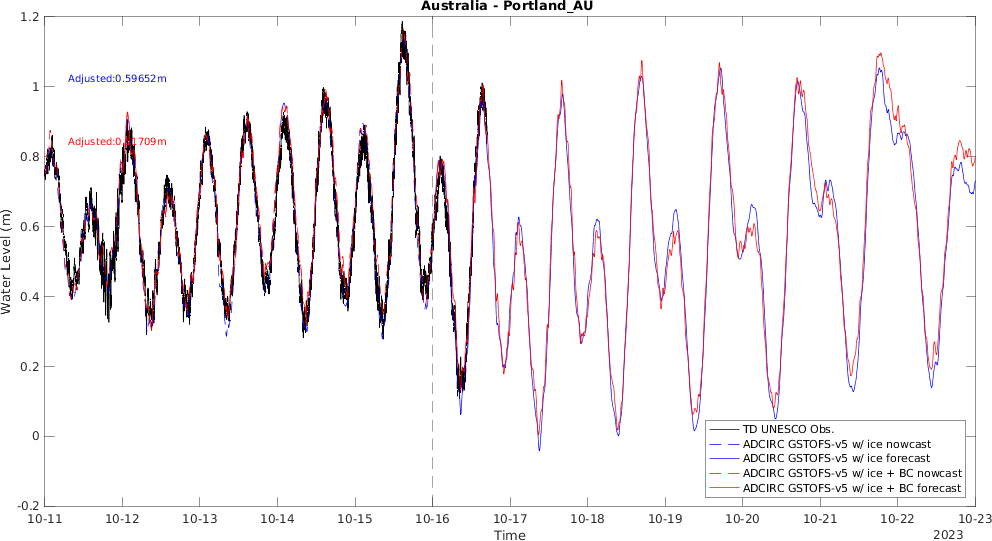 Australia - Portland_AU
1.2
1
0.8
0.6
0.4
0.2
0
-0.2
Water Level (m)
Adjusted:0.59652m
Adjusted:0. 1709m
10-11
10-12
10-13
10-14
10-15
10-16
10-17
10-18
10-19
10-20
10-21
10-22
10-23
Time
2023
TD UNESCO Obs.
ADCIRC GSTOFS-v5 w/ ice nowcast
ADCIRC GSTOFS-v5 w/ ice forecast
ADCIRC GSTOFS-v5 w/ ice + BC nowcast
ADCIRC GSTOFS-v5 w/ ice + BC forecast